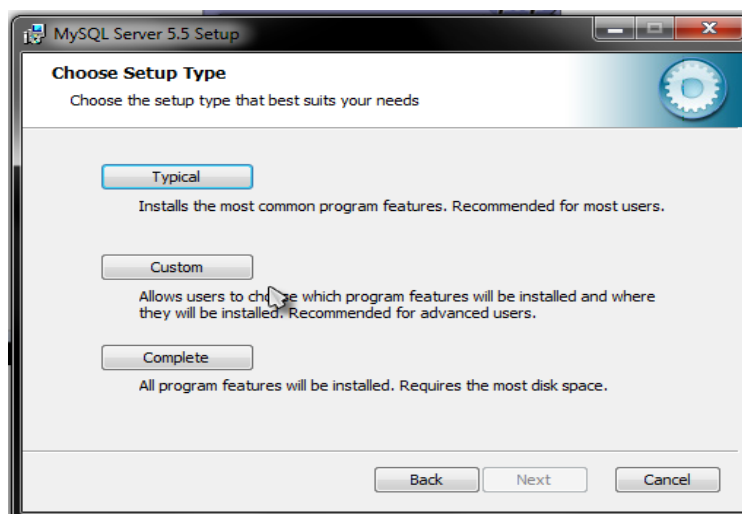 MySQL Server 5.5 Setup
Choose Setup Type
Choose the setup type that best suits your needs
Typical
Installs the most common program features. Recommended for most users.
Custom
Allows users to choose which program features will be installed and where
they will be installed. Recommended for advanced users.
Complete
All program features will be installed. Requires the most disk space.
Back Next Cancel